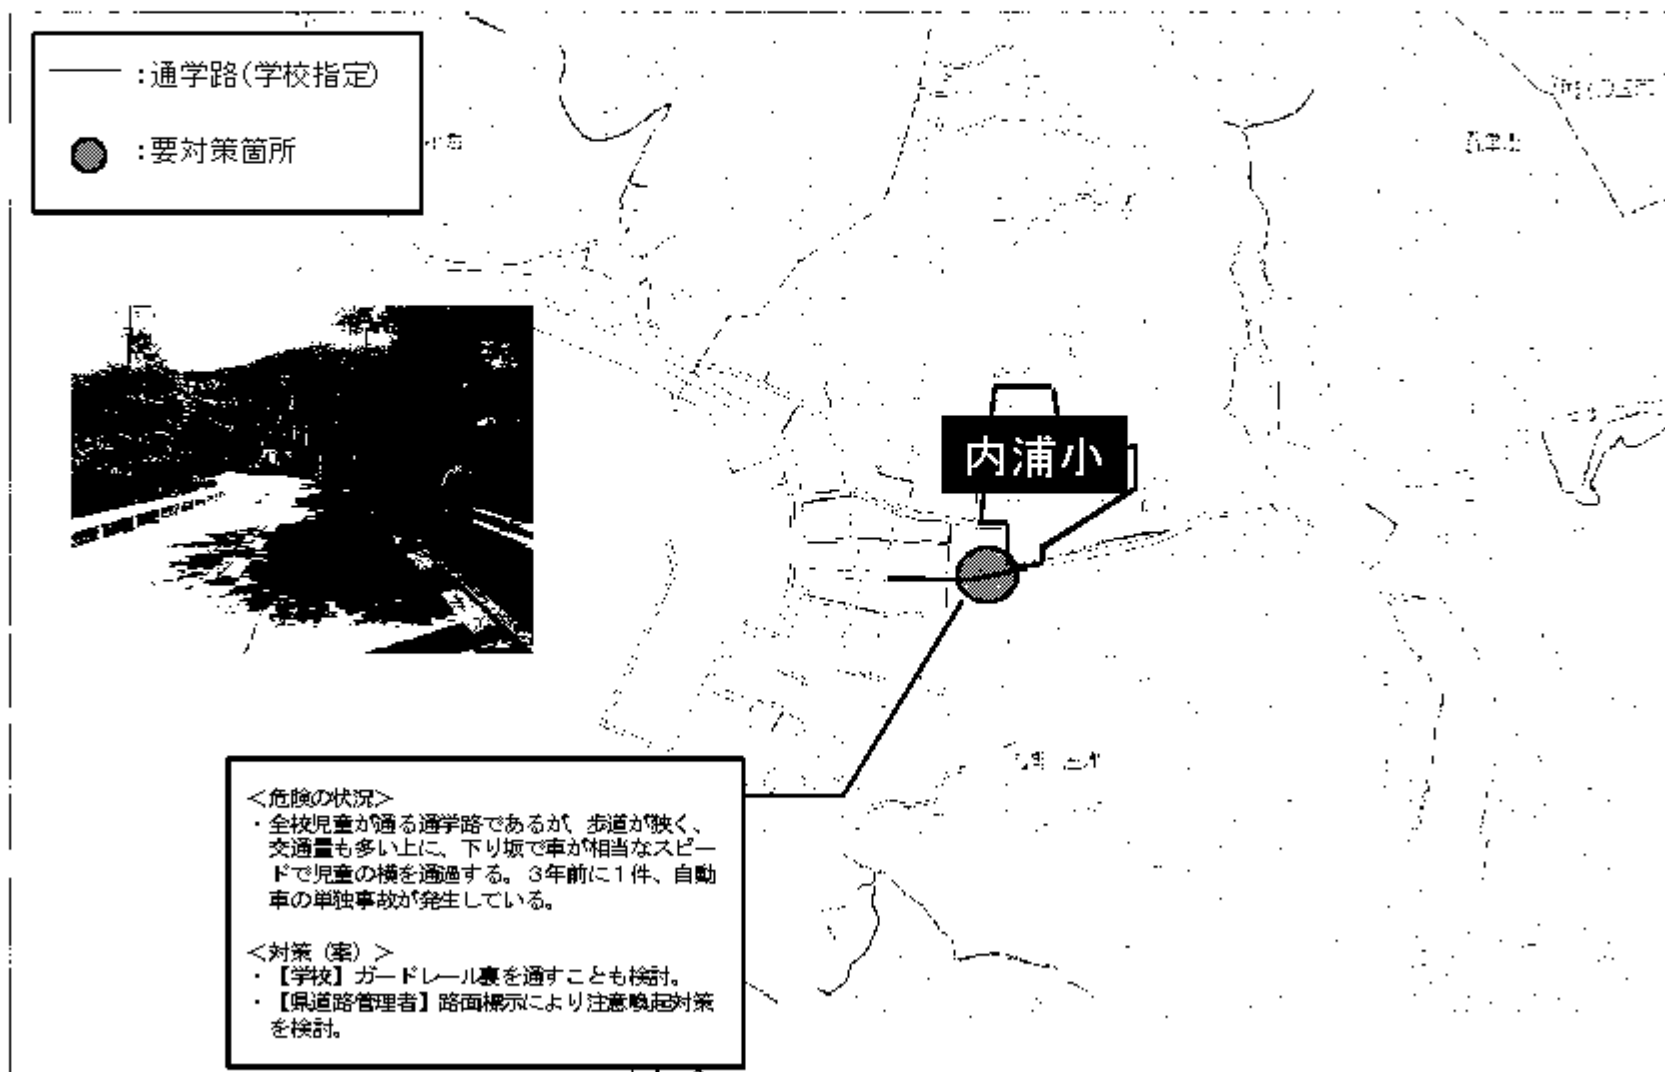 ：通学路（学校指定）
：要対策箇所
内浦小
＜危険の状況＞
・全校児童が通る通学路であるが、歩道が狭く、
交通量も多い上に、下り坂で車が相当なスピー
ドで児童の横を通過する。３年前に１件、自動
車の単独事故が発生している。
＜対策（案）＞
・【学校】ガードレール裏を通すことも検討。
・【県道路管理者】路面標示により注意喚起対策
を検討。